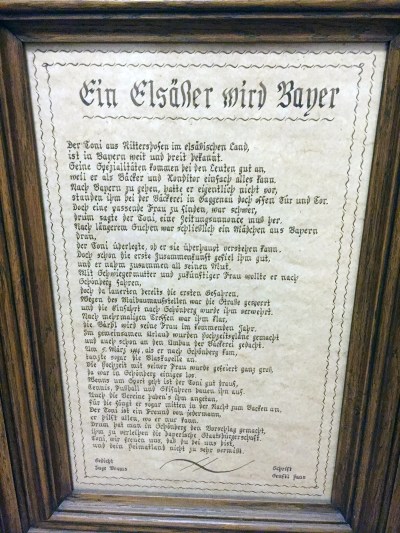 Ein Elsäßer wird Bayer
Der Toni aus Rittershofen im elsäßischen Land,
ist in Bayern weit und breit bekannt.
Seine Spezialitäten kommen bei den Leuten gut an,
weil er als Bäcker und Konditor einfach alles kann.
Nach Bayern zu gehen, hatte er eigentlich nicht vor,
standen ihm bei der Bäckerei in Gaggenau doch offen Tür und Tor.
Doch eine passende Frau zu finden, war schwer,
drum sagte der Toni, eine Zeitungsannonce muß her.
Nach längerem Suchen war schließlich ein Mädchen aus Bayern
dran,
der Toni überlegte, ob er sie überhaupt verstehen kann.
Doch schon die erste Zusammenkunft gefiel ihm gut,
und er nahm zusammen all seinen Mut.
Mit Schwiegermutter und zukünftiger Frau wollte er nach
Schönberg fahren,
doch da lauerten bereits die ersten Gefahren.
Wegen des Maibaumaufstellen war die Straße gesperrt
und die Einfahrt nach Schönberg wurde ihm verwehrt.
Nach mehrmaligen Treffen war ihm klar,
die wird seine Frau im kommenden Jahr.
Im gemeinsamen Urlaub wurden Hochzeitspläne gemacht
und auch schon an den Umbau der Bäckerei gedacht.
Am 5. März als er nach Schönberg kam,
tanzte sogar die Blaskapelle an.
Die Hochzeit mit seiner Frau wurde gefeiert ganz groß,
da war in Schönberg einiges los.
Wenns um Sport geht ist der Toni gut drauf,
Tennis, Fußball und Skifahren bauen ihn auf.
Auch die Vereine haben's ihm angetan,
für die fängt er sogar mitten in der Nacht zum Backen an.
Der Toni ist ein Freund von jedermann,
er hilft allen, wo er nur kann.
Drum hat man in Schönberg den Vorschlag gemacht,
ihm zu verleihen die bayerische Staatsbürgerschaft.
Toni, wir freuen uns, daß du bei uns bist,
und dein Heimatland nicht zu sehr vermißt.
Gedicht
Schrift